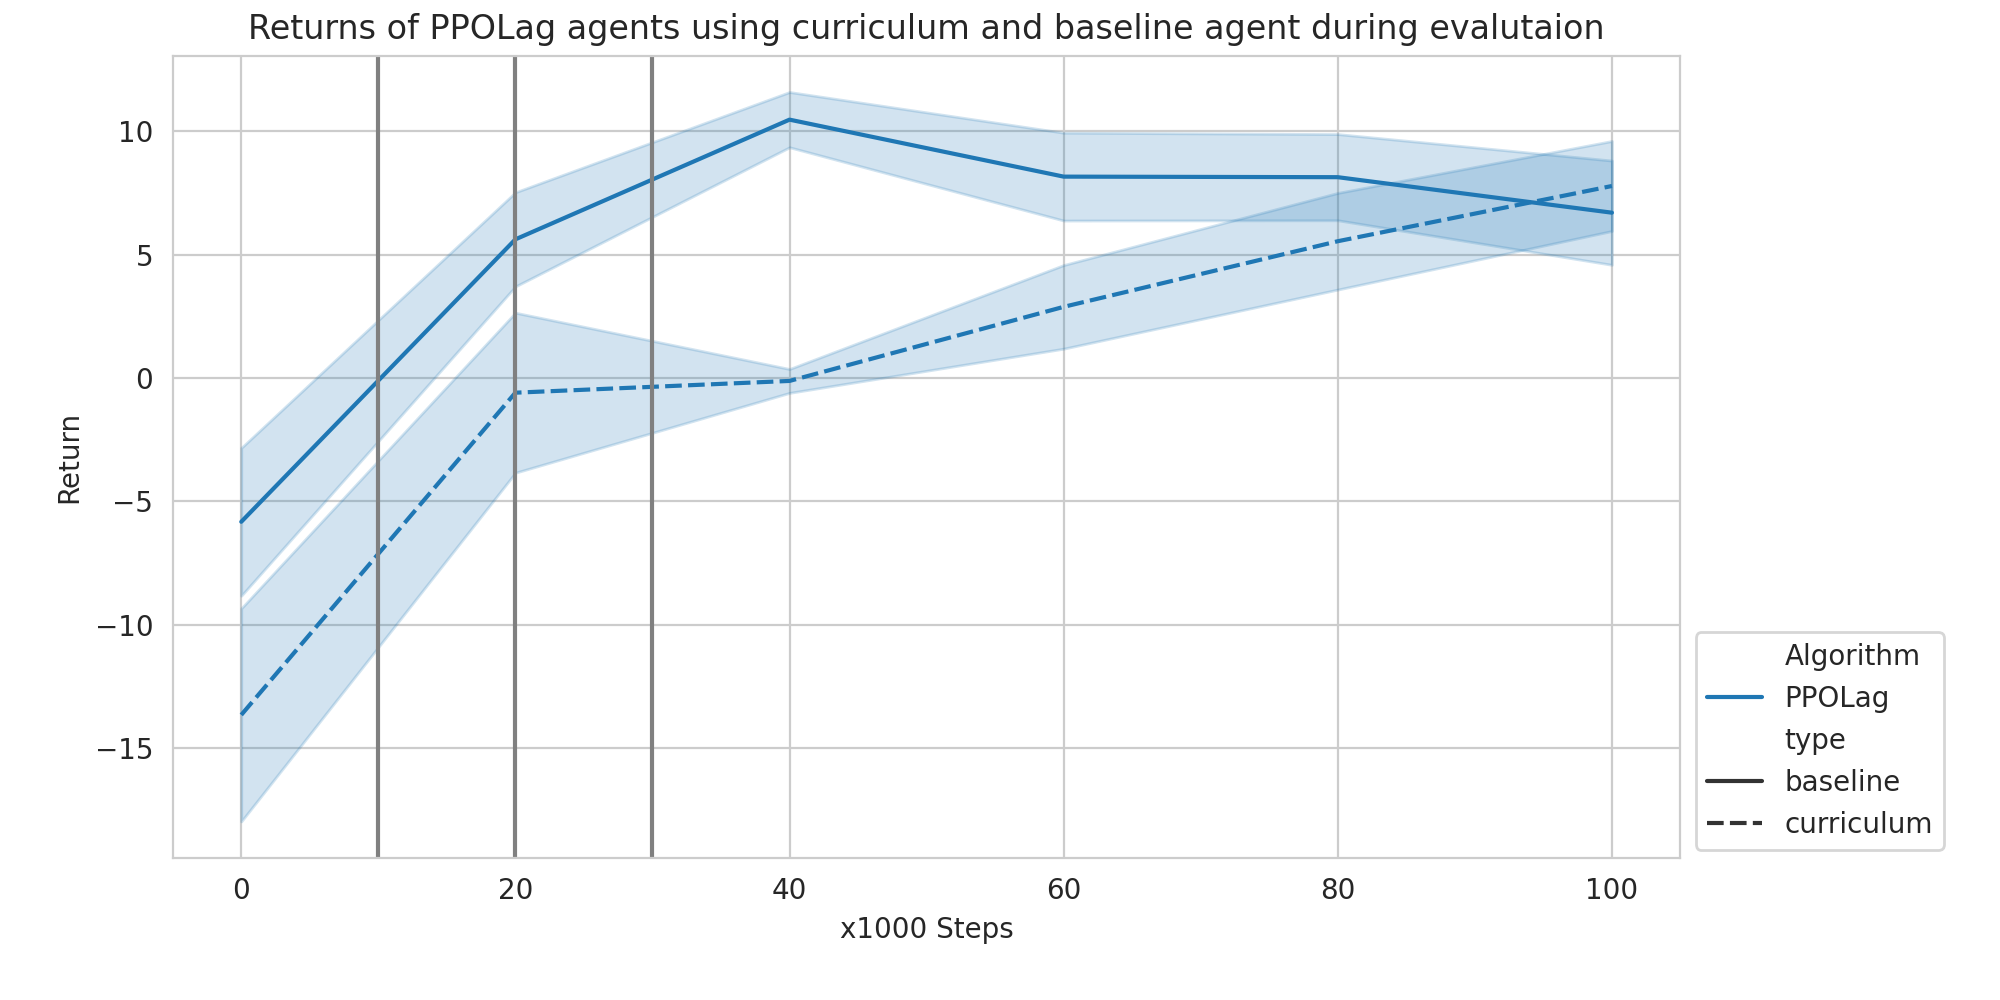 Returns of PPOLag agents using curriculum and baseline agent during evalutaion
10
5
0
−5
−10
−15
Return
0 20 40 60 80 100
x1000 Steps
Algorithm
PPOLag
type
baseline
curriculum